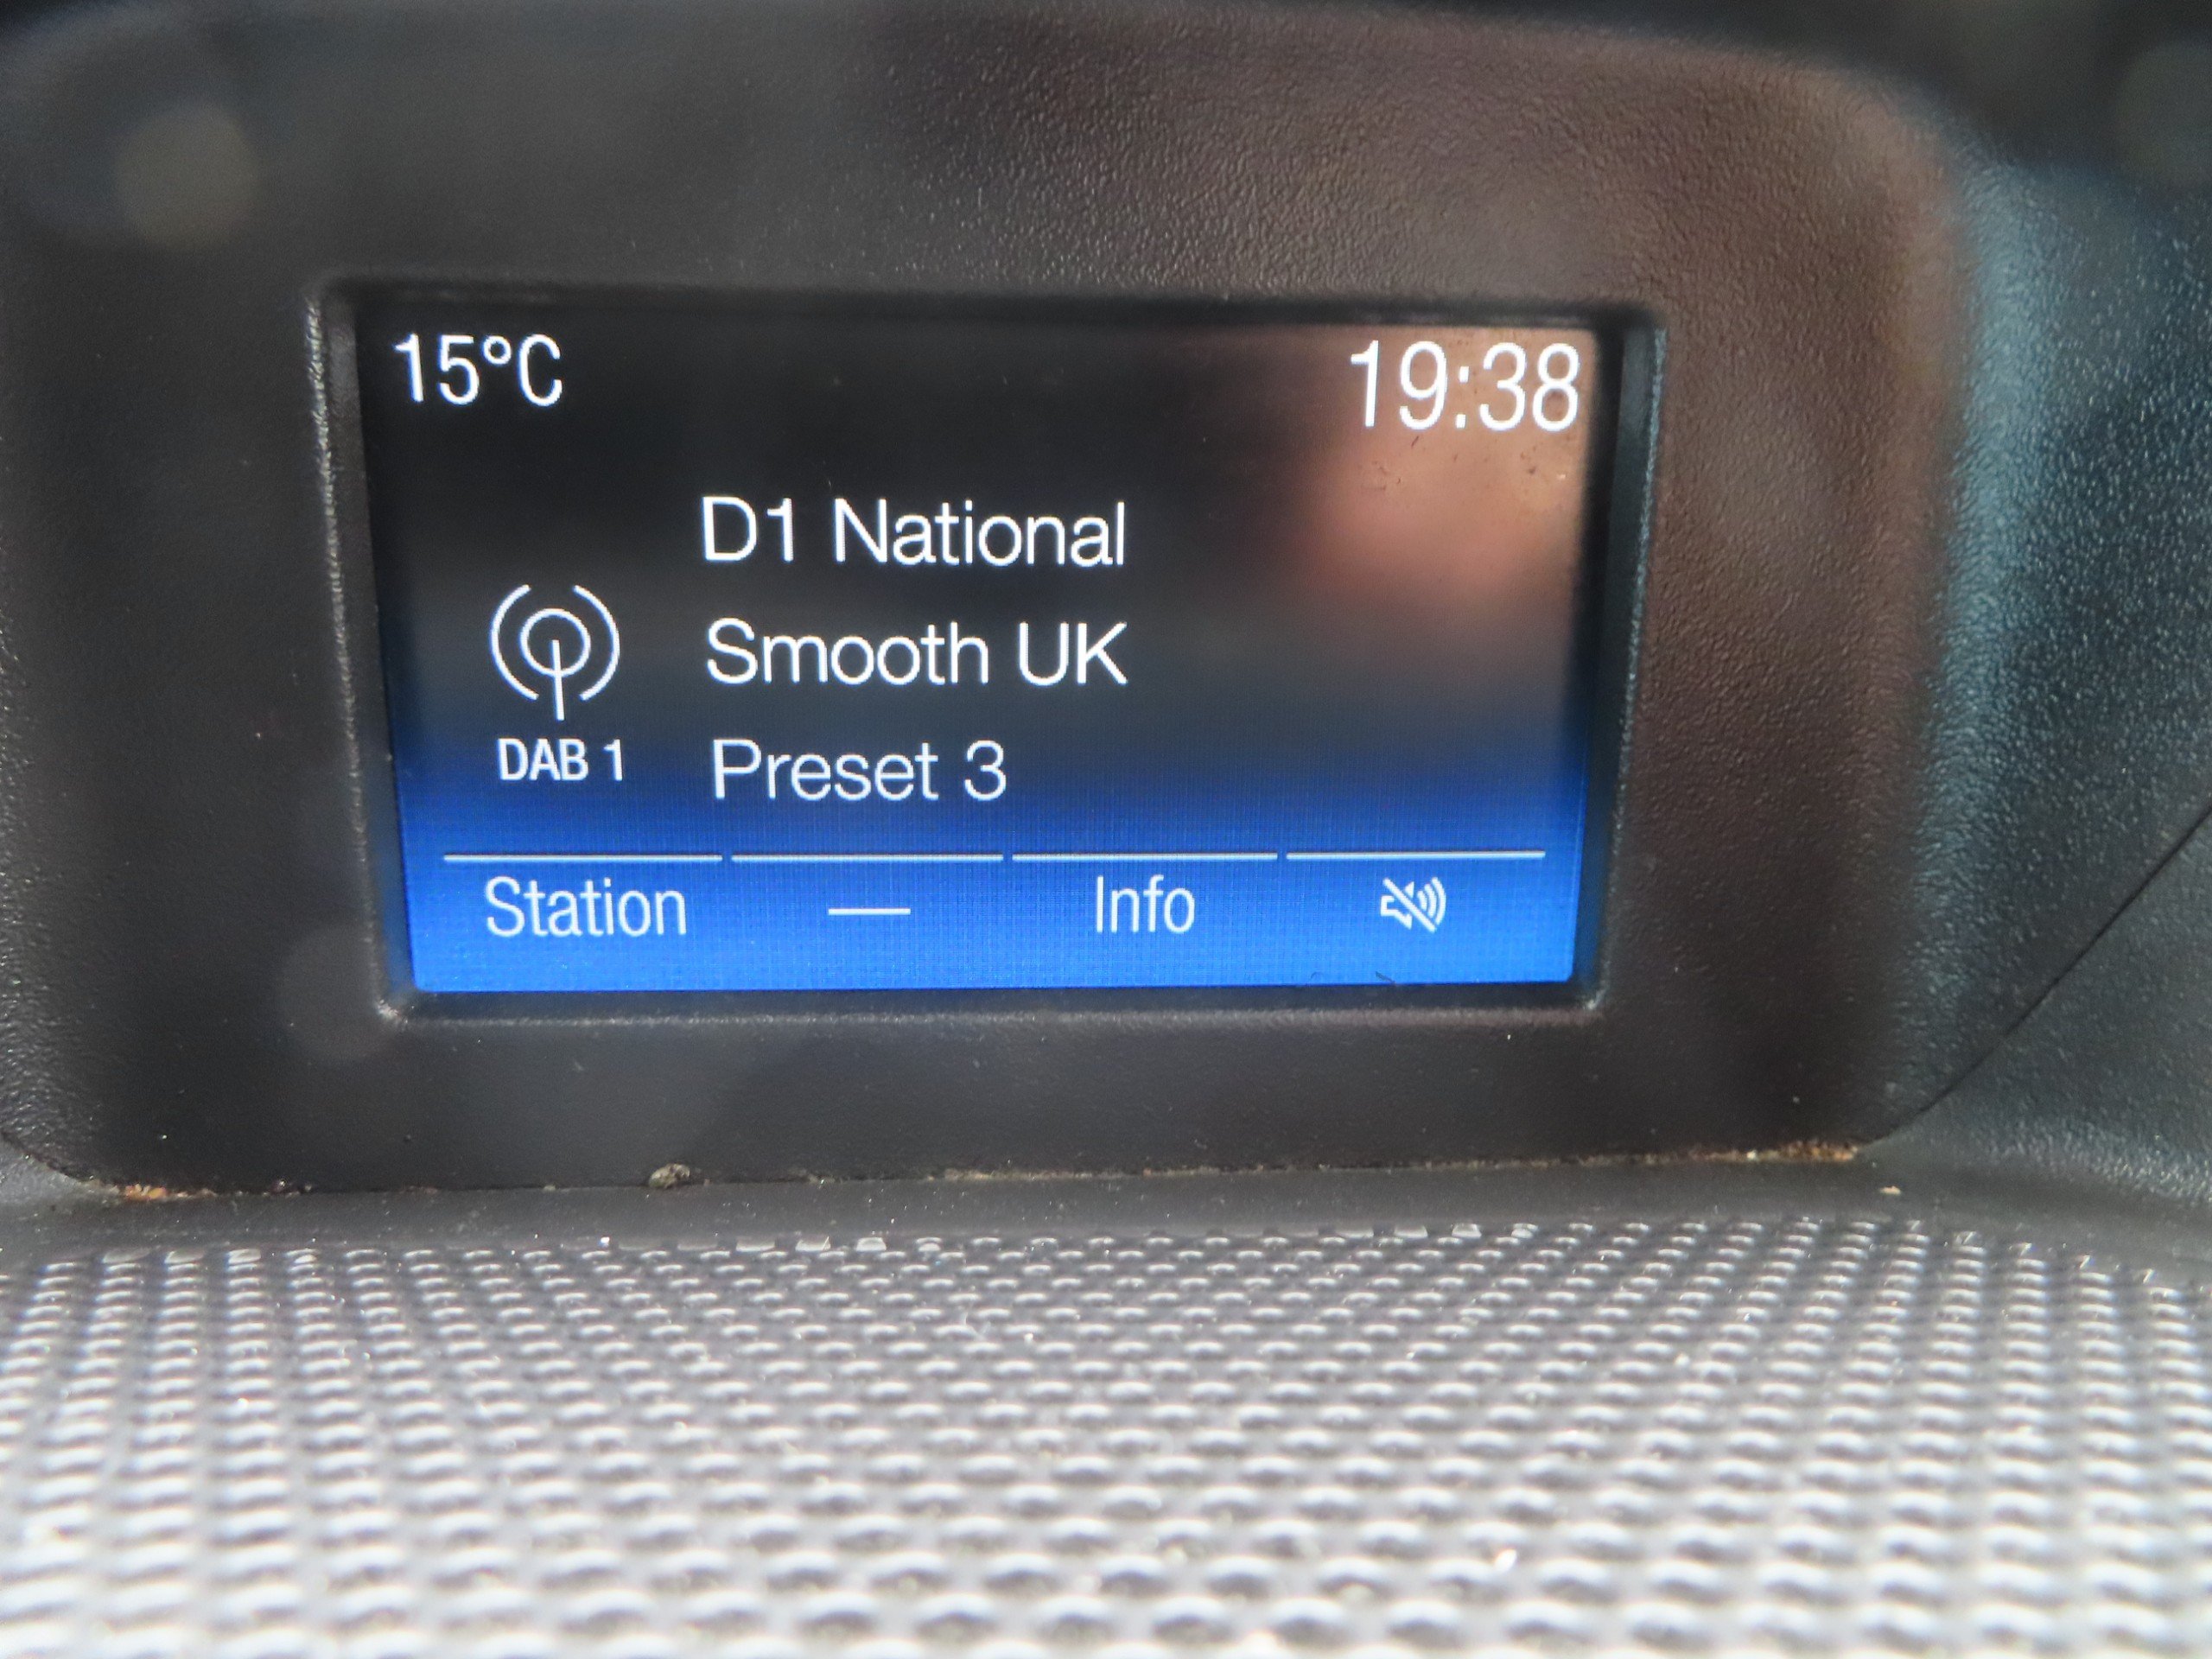 15°C 19:38
D1 National
Smooth UK
DAB 1 Preset 3
Station — Info